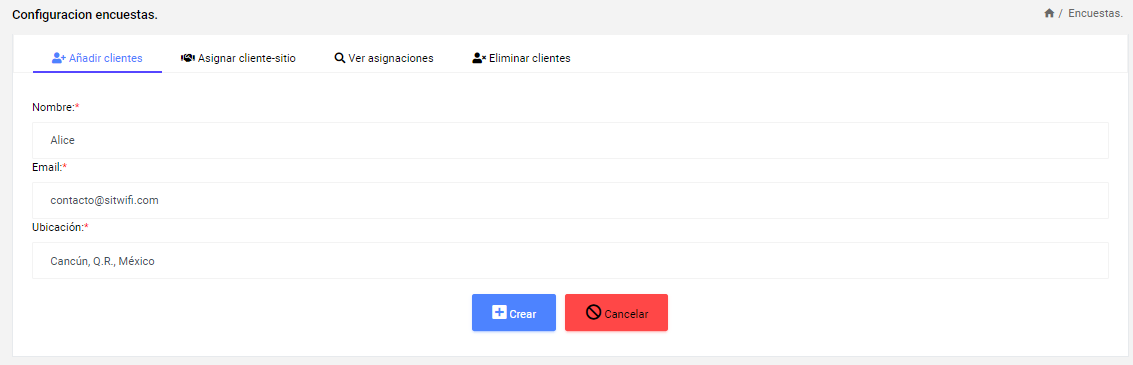 Configuracion encuestas.
/ Encuestas.
Añadir clientes
Asignar cliente-sitio
Ver asignaciones
Eliminar clientes
Nombre:*
Alice
Email:*
contacto@sitwifi.com
Ubicación:*
Cancún, Q.R., México
Crear
Cancelar